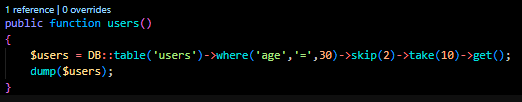 1 reference | 0 overrides
public function users()
{
$users = DB::table('users')->where('age','=',30)->skip(2)->take(10)->get();
dump($users);
}